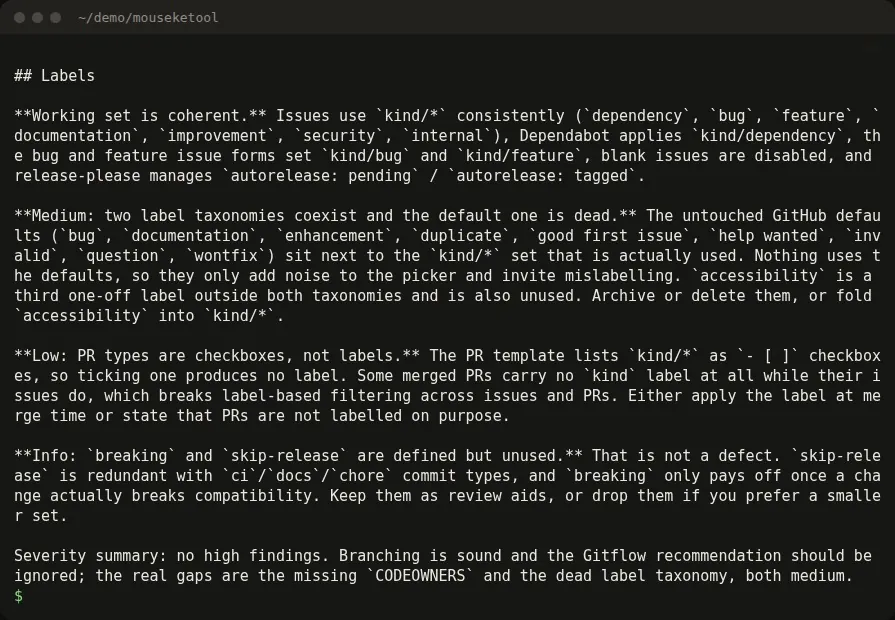 ~/demo/mouseketool
## Labels
**Working set is coherent.** Issues use `kind/*` consistently (`dependency`, `bug`, `feature`, `
documentation`, `improvement`, `security`, `internal`), Dependabot applies `kind/dependency`, th
e bug and feature issue forms set `kind/bug` and `kind/feature`, blank issues are disabled, and
release-please manages `autorelease: pending` / `autorelease: tagged`.
**Medium: two label taxonomies coexist and the default one is dead.** The untouched GitHub defau
lts (`bug`, `documentation`, `enhancement`, `duplicate`, `good first issue`, `help wanted`, `inv
alid`, `question`, `wontfix`) sit next to the `kind/*` set that is actually used. Nothing uses t
he defaults, so they only add noise to the picker and invite mislabelling. `accessibility` is a
third one-off label outside both taxonomies and is also unused. Archive or delete them, or fold
`accessibility` into `kind/*`.
**Low: PR types are checkboxes, not labels.** The PR template lists `kind/*` as `- [ ]` checkbox
es, so ticking one produces no label. Some merged PRs carry no `kind` label at all while their i
ssues do, which breaks label-based filtering across issues and PRs. Either apply the label at me
rge time or state that PRs are not labelled on purpose.
**Info: `breaking` and `skip-release` are defined but unused.** That is not a defect. `skip-rele
ase` is redundant with `ci`/`docs`/`chore` commit types, and `breaking` only pays off once a cha
nge actually breaks compatibility. Keep them as review aids, or drop them if you prefer a smalle
r set.
Severity summary: no high findings. Branching is sound and the Gitflow recommendation should be
ignored; the real gaps are the missing `CODEOWNERS` and the dead label taxonomy, both medium.
$